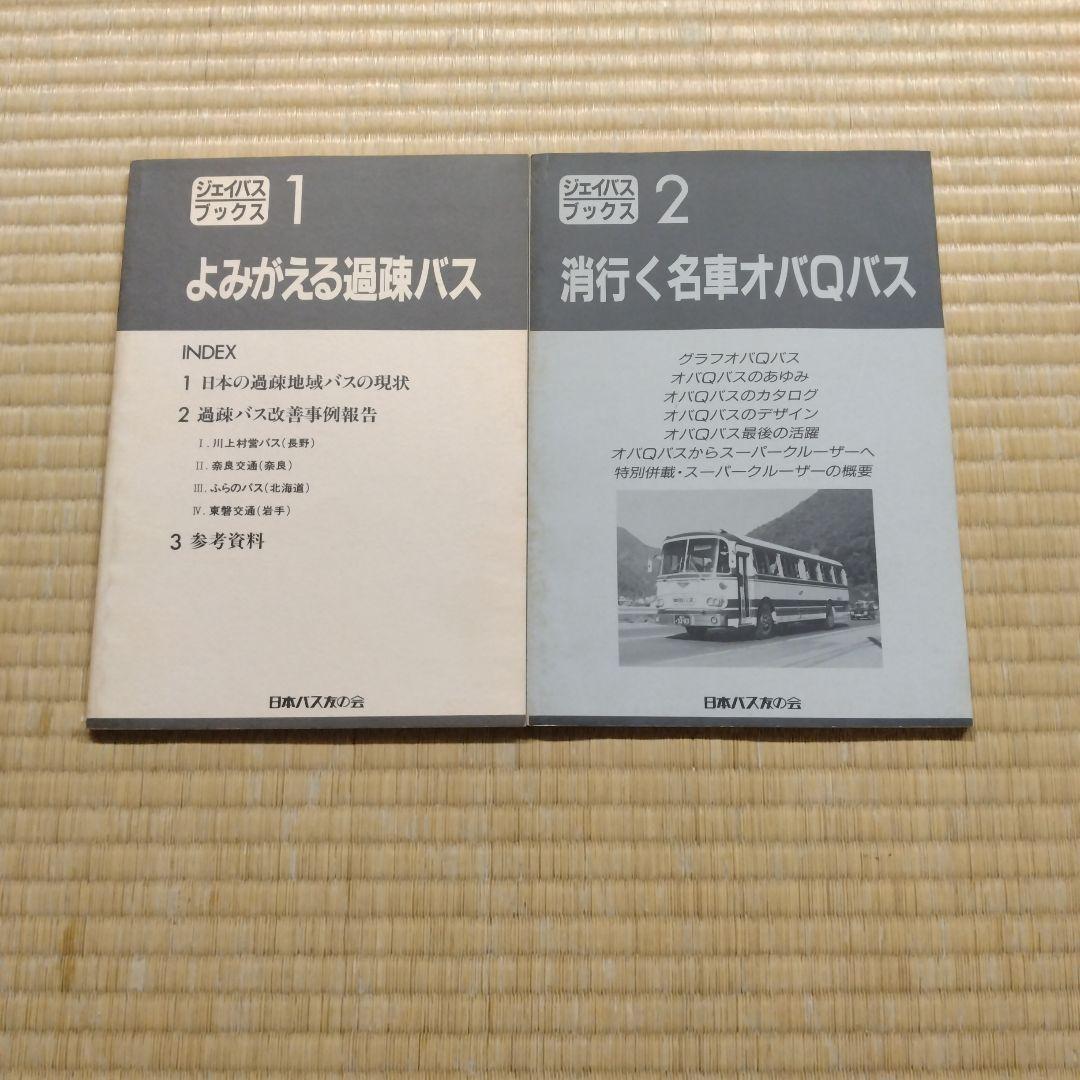 ジェイバス
ブックス
1
よみがえる過疎バス
INDEX
1 日本の過疎地域バスの現状
2 過疎バス改善事例報告
Ⅰ.川上村営バス(長野)
Ⅱ.奈良交通(奈良)
Ⅲ.ふらのバス(北海道)
Ⅳ.東磐交通(岩手)
3 参考資料
日本バス友の会
ジェイバス
ブックス
2
消行く名車オバQバス
グラフオバQバス
オバQバスのあゆみ
オバQバスのカタログ
オバQバスのデザイン
オバQバス最後の活躍
オバQバスからスーパークルーザーへ
特別併載・スーパークルーザーの概要
日本バス友の会